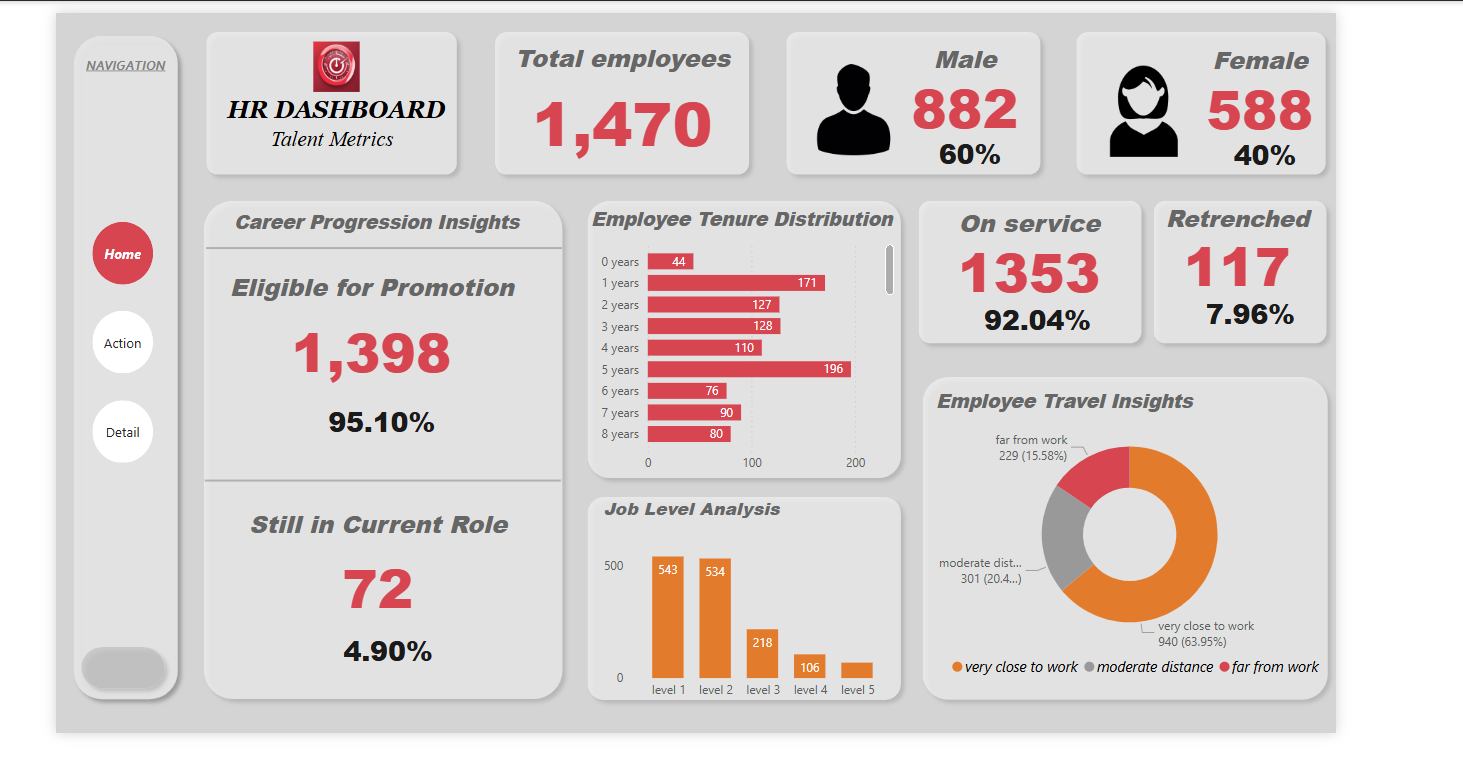 NAVIGATION
Home
Action
Detail
HR DASHBOARD
Talent Metrics
Total employees
1,470
Male
882
60%
Female
588
40%
Career Progression Insights
Eligible for Promotion
1,398
95.10%
Still in Current Role
72
4.90%
Employee Tenure Distribution
0 years 44
1 years 171
2 years 127
3 years 128
4 years 110
5 years 196
6 years 76
7 years 90
8 years 80
0 100 200
Job Level Analysis
500
0
543 534 218 106
level 1 level 2 level 3 level 4 level 5
On service
1353
92.04%
Retrenched
117
7.96%
Employee Travel Insights
far from work
229 (15.58%)
moderate dist...
301 (20.4...)
very close to work
940 (63.95%)
very close to work moderate distance far from work